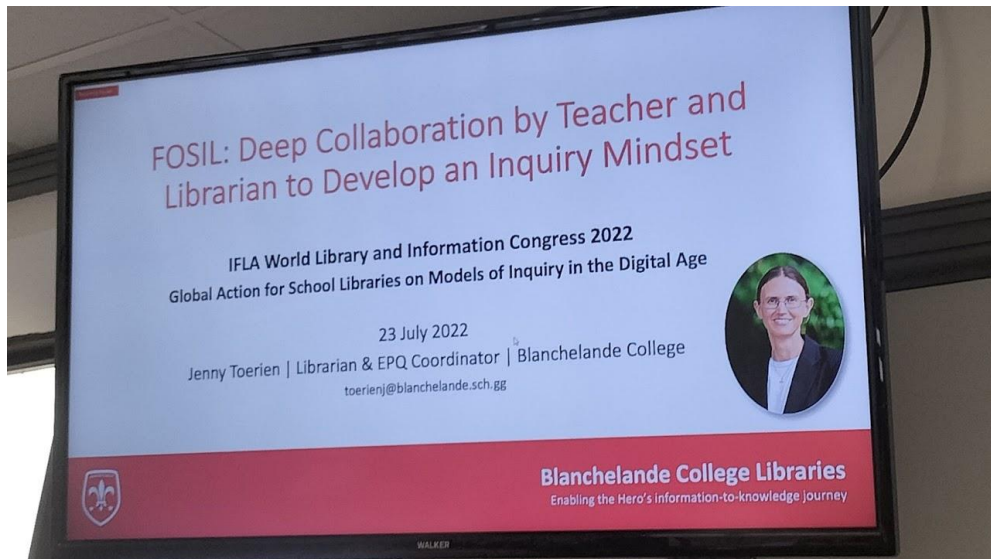 FOSIL: Deep Collaboration by Teacher and
Librarian to Develop an Inquiry Mindset
IFLA World Library and Information Congress 2022
Global Action for School Libraries on Models of Inquiry in the Digital Age
23 July 2022
Jenny Toerien | Librarian & EPQ Coordinator | Blanchelande College
toerienj@blanchelande.sch.gg
Blanchelande College Libraries
Enabling the Hero's information-to-knowledge journey
WALKER